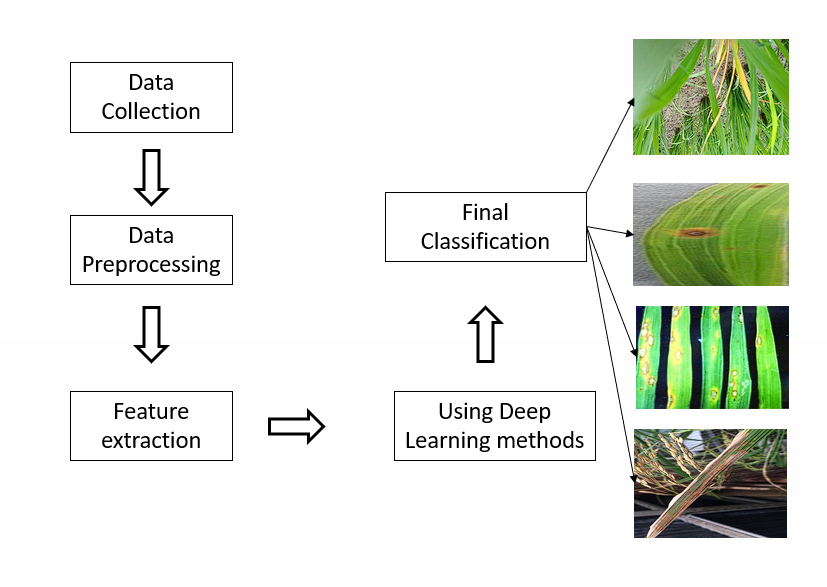 Data
Collection
Data
Preprocessing
Feature
extraction
Using Deep
Learning methods
Final
Classification